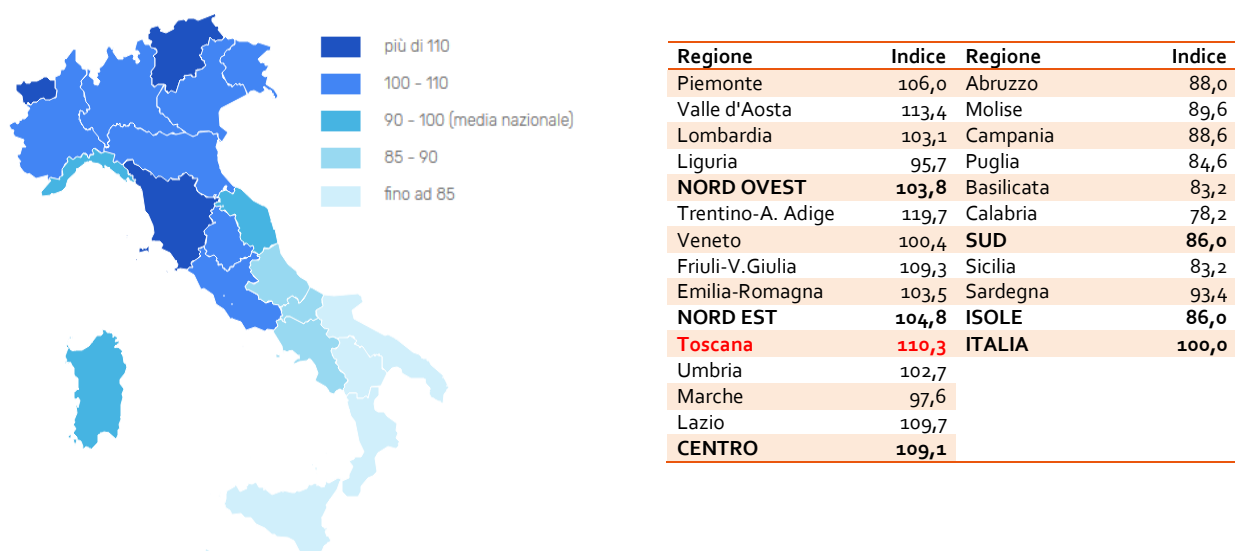 più di 110
100 - 110
90 - 100 (media nazionale)
85 - 90
fino ad 85
Regione Indice Regione Indice
Piemonte 106,0 Abruzzo 88,0
Valle d'Aosta 113,4 Molise 89,6
Lombardia 103,1 Campania 88,6
Liguria 95,7 Puglia 84,6
NORD OVEST 103,8 Basilicata 83,2
Trentino-A. Adige 119,7 Calabria 78,2
Veneto 100,4 SUD 86,0
Friuli-V.Giulia 109,3 Sicilia 83,2
Emilia-Romagna 103,5 Sardegna 93,4
NORD EST 104,8 ISOLE 86,0
Toscana 110,3 ITALIA 100,0
Umbria 102,7
Marche 97,6
Lazio 109,7
CENTRO 109,1